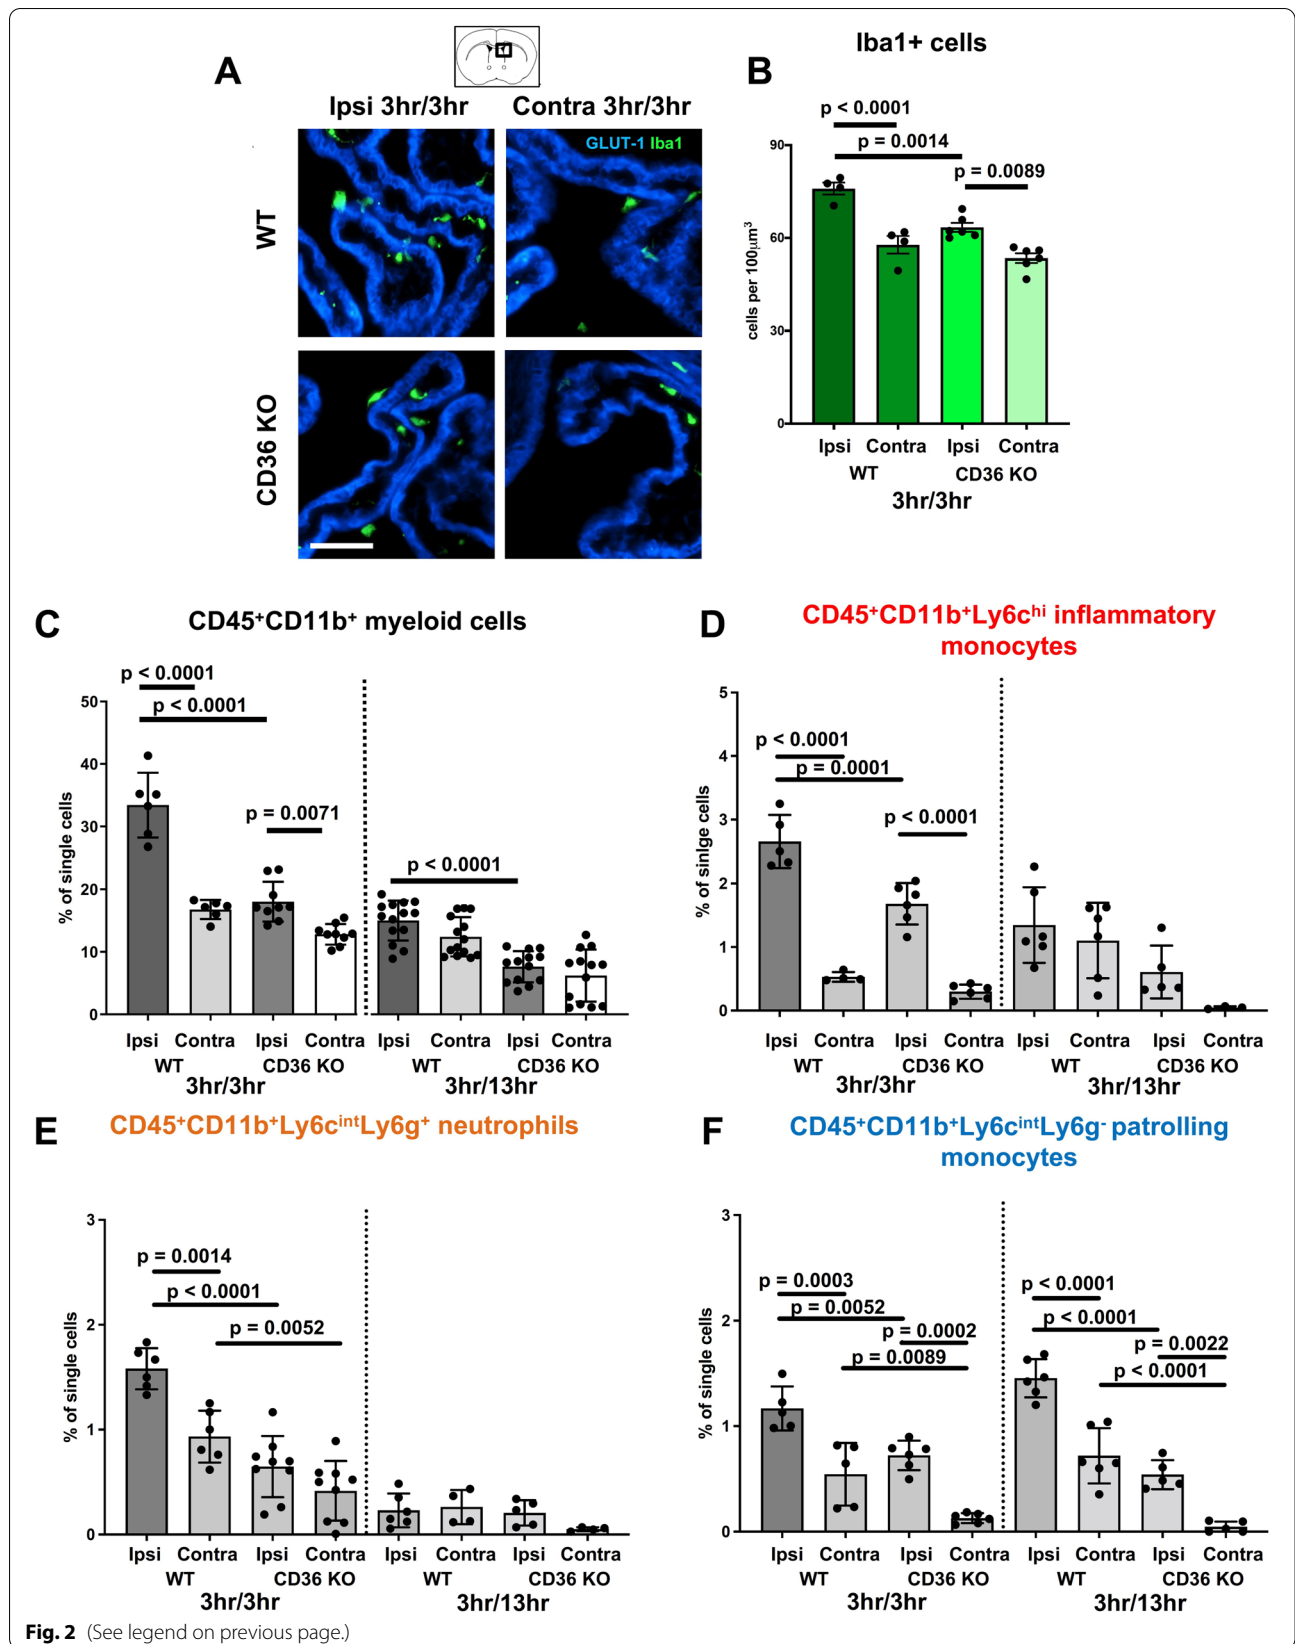 A
Ipsi 3hr/3hr Contra 3hr/3hr
GLUT-1 Iba1
WT
CD36 KO
B
Iba1+ cells
p < 0.0001
p = 0.0014
p = 0.0089
cells per 100µm³
90
60
30
0
Ipsi Contra Ipsi Contra
WT CD36 KO
3hr/3hr
C
CD45⁺CD11b⁺ myeloid cells
p < 0.0001
p < 0.0001
p = 0.0071
p < 0.0001
% of single cells
50
40
30
20
10
0
Ipsi Contra Ipsi Contra Ipsi Contra Ipsi Contra
WT CD36 KO WT CD36 KO
3hr/3hr 3hr/13hr
D
CD45⁺CD11b⁺Ly6cʰⁱ inflammatory
monocytes
p < 0.0001
p = 0.0001
p < 0.0001
% of sinlge cells
5
4
3
2
1
0
Ipsi Contra Ipsi Contra Ipsi Contra Ipsi Contra
WT CD36 KO WT CD36 KO
3hr/3hr 3hr/13hr
E
CD45⁺CD11b⁺Ly6cⁱⁿᵗLy6g⁺ neutrophils
p = 0.0014
p < 0.0001
p = 0.0052
% of single cells
3
2
1
0
Ipsi Contra Ipsi Contra Ipsi Contra Ipsi Contra
WT CD36 KO WT CD36 KO
3hr/3hr 3hr/13hr
F
CD45⁺CD11b⁺Ly6cⁱⁿᵗLy6g⁻ patrolling
monocytes
p = 0.0003
p = 0.0052
p = 0.0002
p = 0.0089
p < 0.0001
p < 0.0001
p = 0.0022
p < 0.0001
% of single cells
3
2
1
0
Ipsi Contra Ipsi Contra Ipsi Contra Ipsi Contra
WT CD36 KO WT CD36 KO
3hr/3hr 3hr/13hr
Fig. 2 (See legend on previous page.)